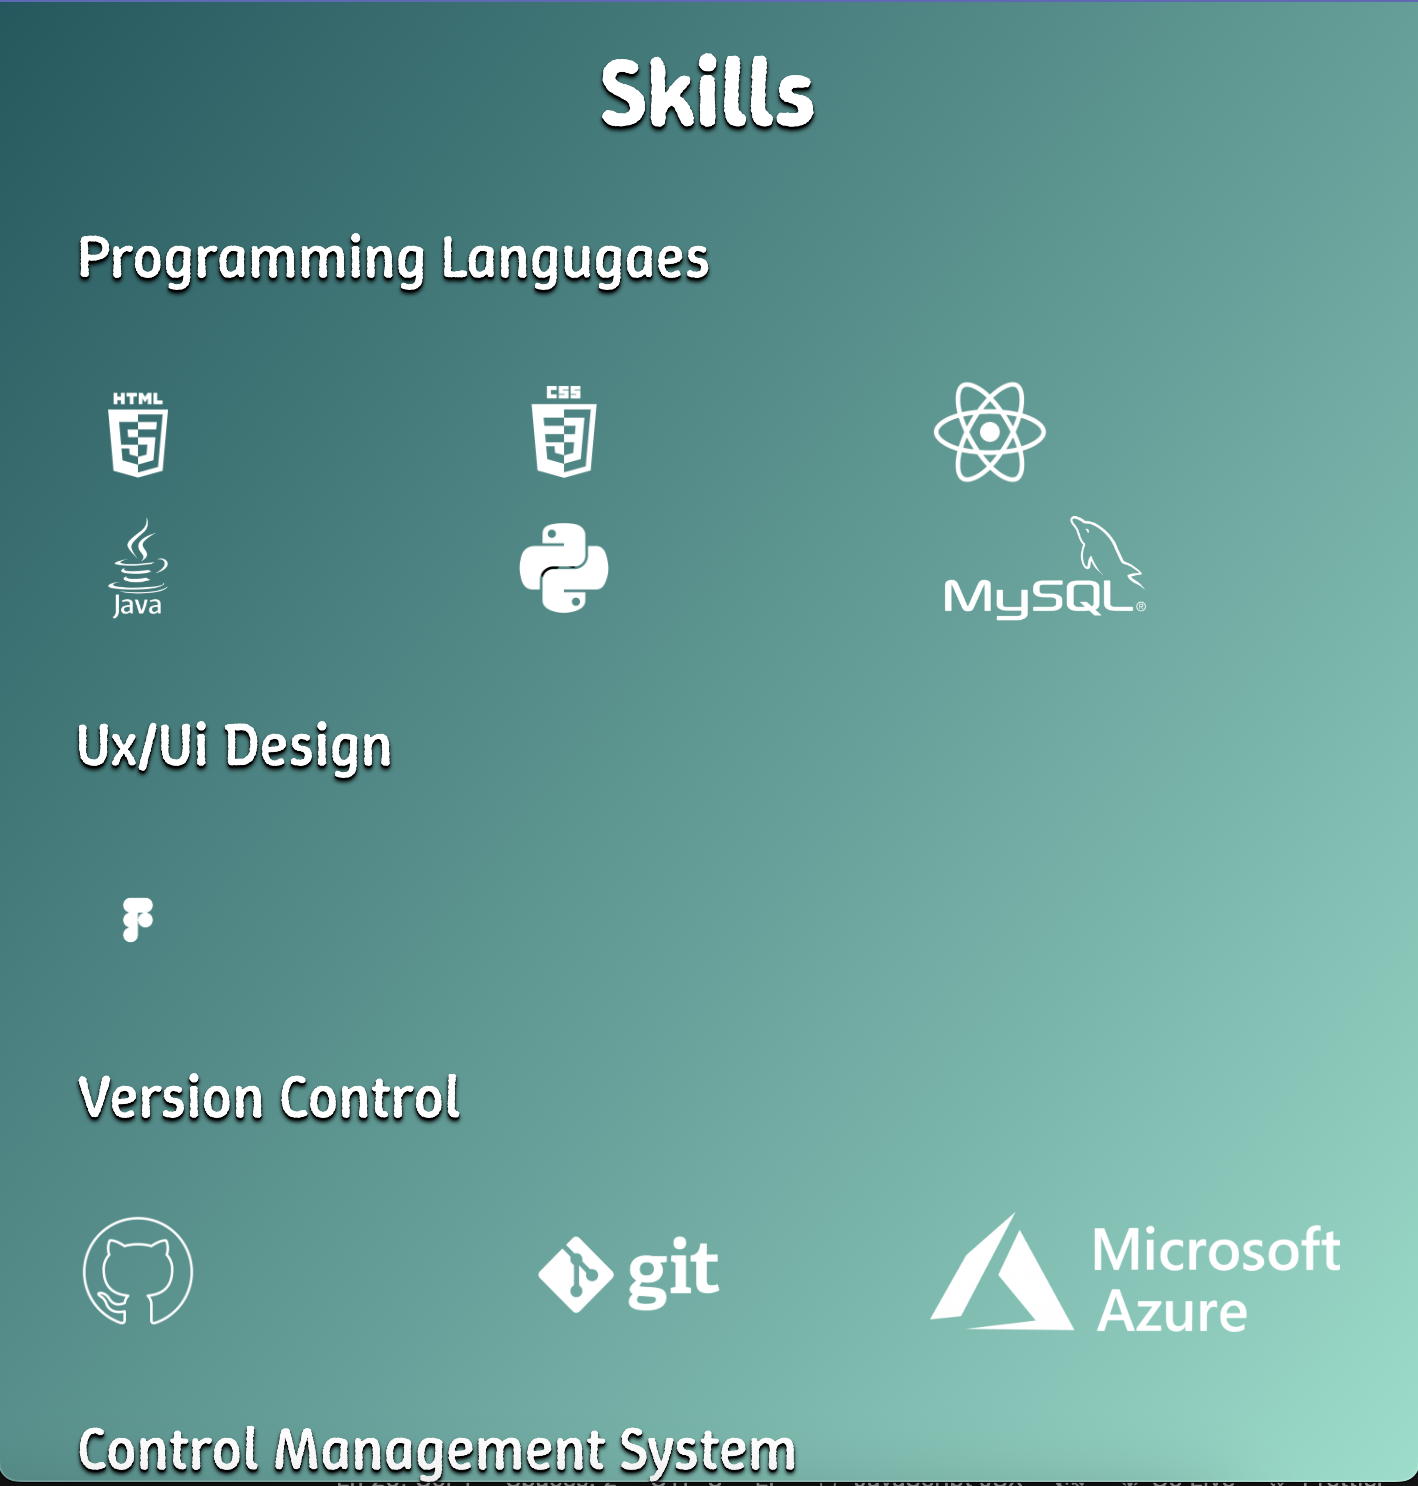 Skills
Programming Langugaes
HTML
CSS
Java
MySQL®
Ux/Ui Design
Version Control
git
Microsoft
Azure
Control Management System